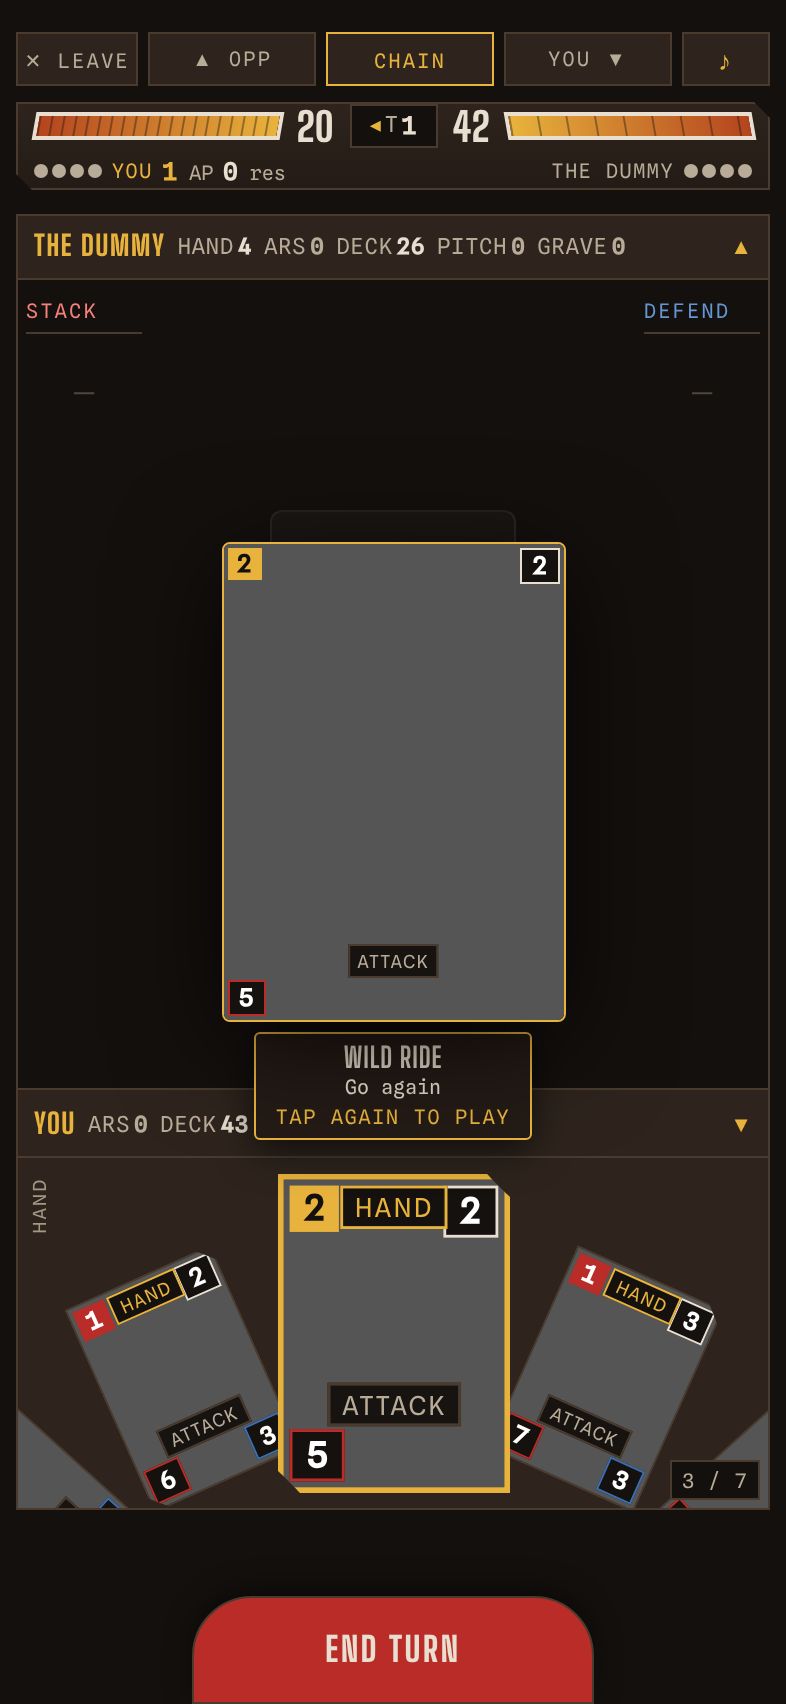 × LEAVE ▲ OPP CHAIN YOU ▼ ♪
20 ◄T1 42
YOU 1 AP 0 res THE DUMMY
THE DUMMY HAND 4 ARS 0 DECK 26 PITCH 0 GRAVE 0 ▲
STACK DEFEND
— —
2 2
ATTACK
5
WILD RIDE
Go again
TAP AGAIN TO PLAY
YOU ARS 0 DECK 43 ▼
HAND
2 HAND 2
ATTACK
5
1 HAND 2
ATTACK
6 3
1 HAND 3
ATTACK
7 3
3 / 7
END TURN